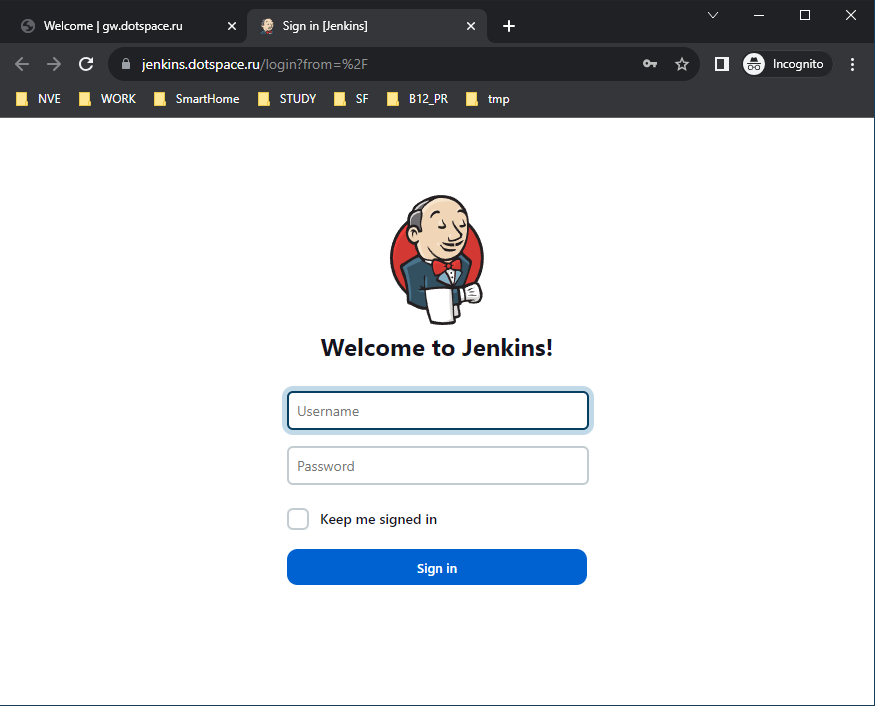 Welcome | gw.dotspace.ru
Sign in [Jenkins]
jenkins.dotspace.ru/login?from=%2F
Incognito
NVE
WORK
SmartHome
STUDY
SF
B12_PR
tmp
Welcome to Jenkins!
Username
Password
Keep me signed in
Sign in